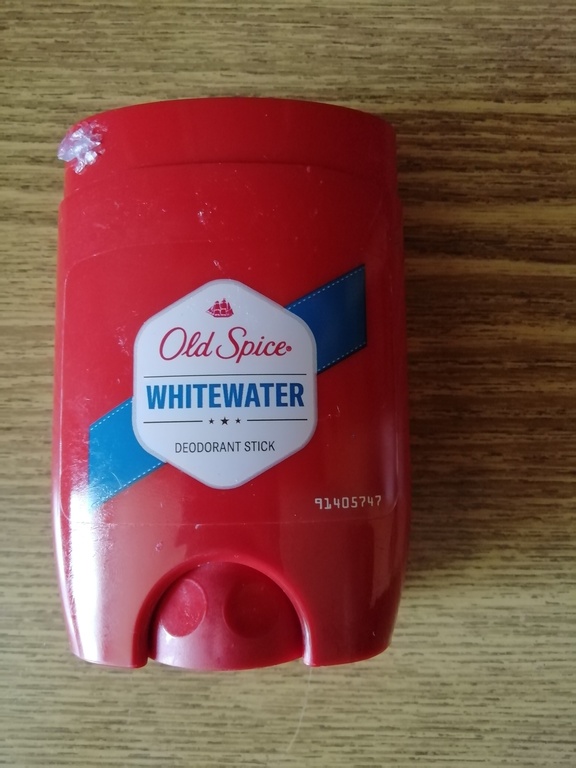 Old Spice
WHITEWATER
DEODORANT STICK
91405747